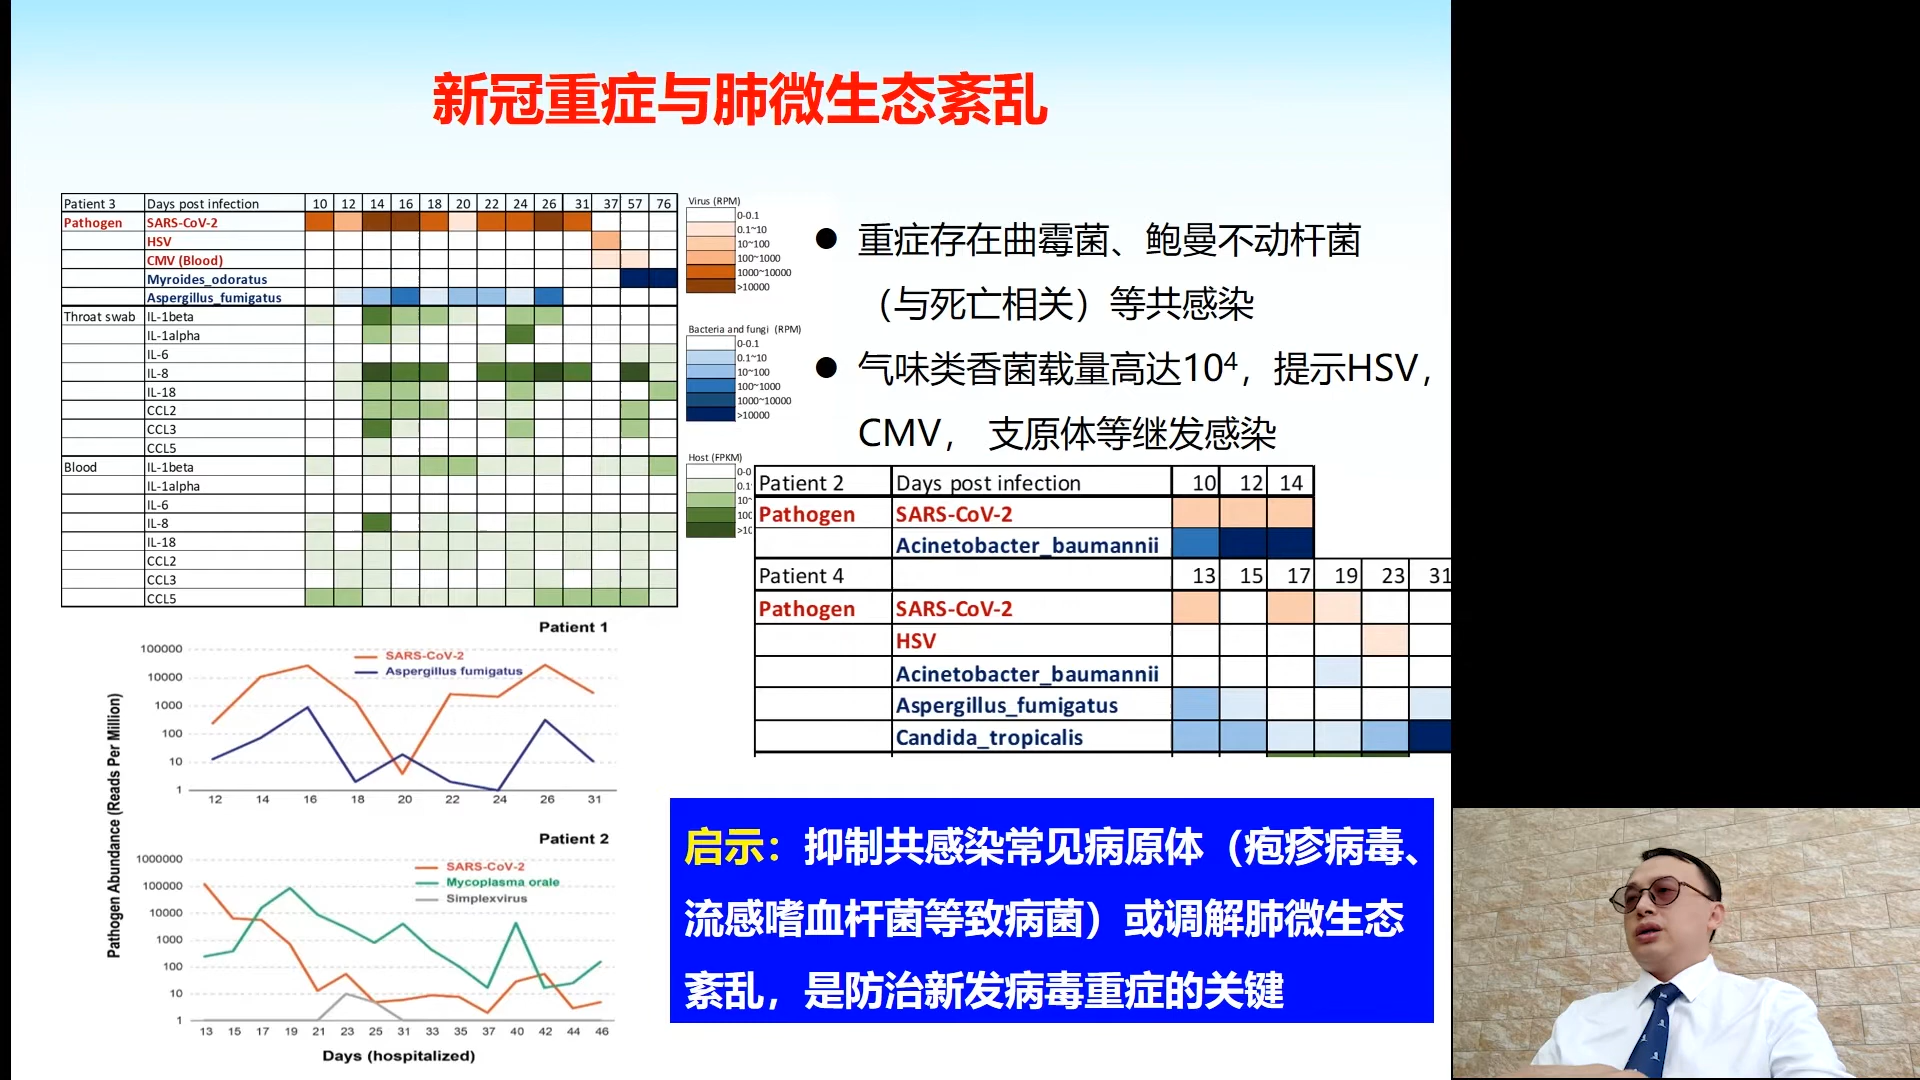 新冠重症与肺微生态紊乱
Patient 3 Days post infection 10 12 14 16 18 20 22 24 26 31 37 57 76
Pathogen SARS-CoV-2
HSV
CMV (Blood)
Myroides_odoratus
Aspergillus_fumigatus
Throat swab IL-1beta
IL-1alpha
IL-6
IL-8
IL-18
CCL2
CCL3
CCL5
Blood IL-1beta
IL-1alpha
IL-6
IL-8
IL-18
CCL2
CCL3
CCL5
Virus (RPM)
0-0.1
0.1~10
10~100
100~1000
1000~10000
>10000
Bacteria and fungi (RPM)
0-0.1
0.1~10
10~100
100~1000
1000~10000
>10000
Host (FPKM)
● 重症存在曲霉菌、鲍曼不动杆菌
（与死亡相关）等共感染
● 气味类香菌载量高达10⁴，提示HSV，
CMV， 支原体等继发感染
Patient 2 Days post infection 10 12 14
Pathogen SARS-CoV-2
Acinetobacter_baumannii
Patient 4 13 15 17 19 23 31
Pathogen SARS-CoV-2
HSV
Acinetobacter_baumannii
Aspergillus_fumigatus
Candida_tropicalis
Pathogen Abundance (Reads Per Million)
Patient 1
SARS-CoV-2
Aspergillus fumigatus
100000
10000
1000
100
10
1
12 14 16 18 20 22 24 26 31
Patient 2
SARS-CoV-2
Mycoplasma orale
Simplexvirus
1000000
100000
10000
1000
100
10
1
13 15 17 19 21 23 25 31 33 35 37 40 42 44 46
Days (hospitalized)
启示：抑制共感染常见病原体（疱疹病毒、
流感嗜血杆菌等致病菌）或调解肺微生态
紊乱，是防治新发病毒重症的关键